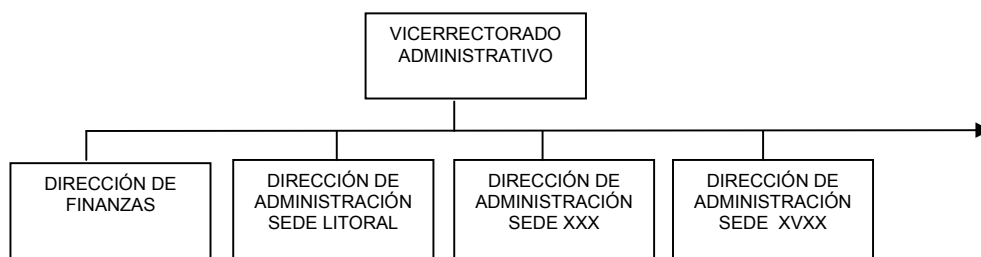 VICERRECTORADO
ADMINISTRATIVO
DIRECCIÓN DE
FINANZAS
DIRECCIÓN DE
ADMINISTRACIÓN
SEDE LITORAL
DIRECCIÓN DE
ADMINISTRACIÓN
SEDE XXX
DIRECCIÓN DE
ADMINISTRACIÓN
SEDE XVXX